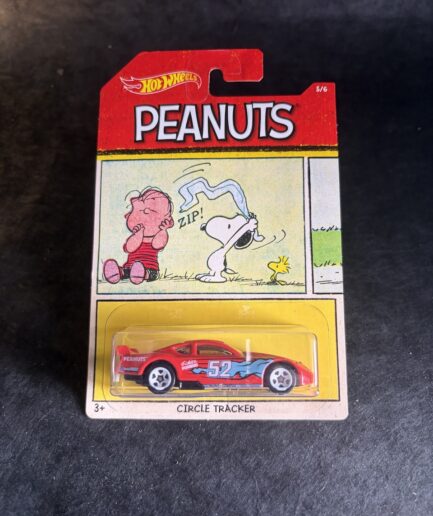 HOT WHEELS
5/6
PEANUTS
ZIP!
PEANUTS
52
3+
CIRCLE TRACKER